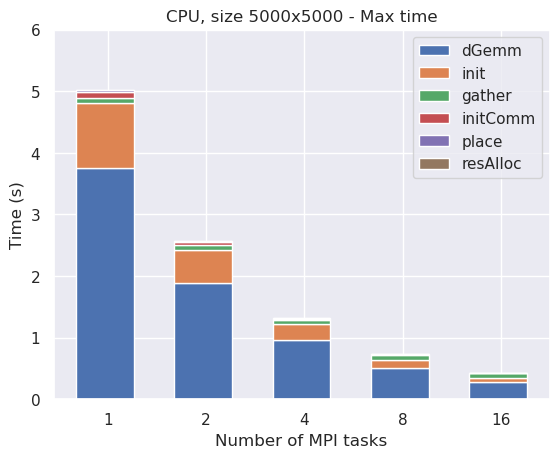 CPU, size 5000x5000 - Max time
6
5
4
3
2
1
0
Time (s)
dGemm
init
gather
initComm
place
resAlloc
1 2 4 8 16
Number of MPI tasks